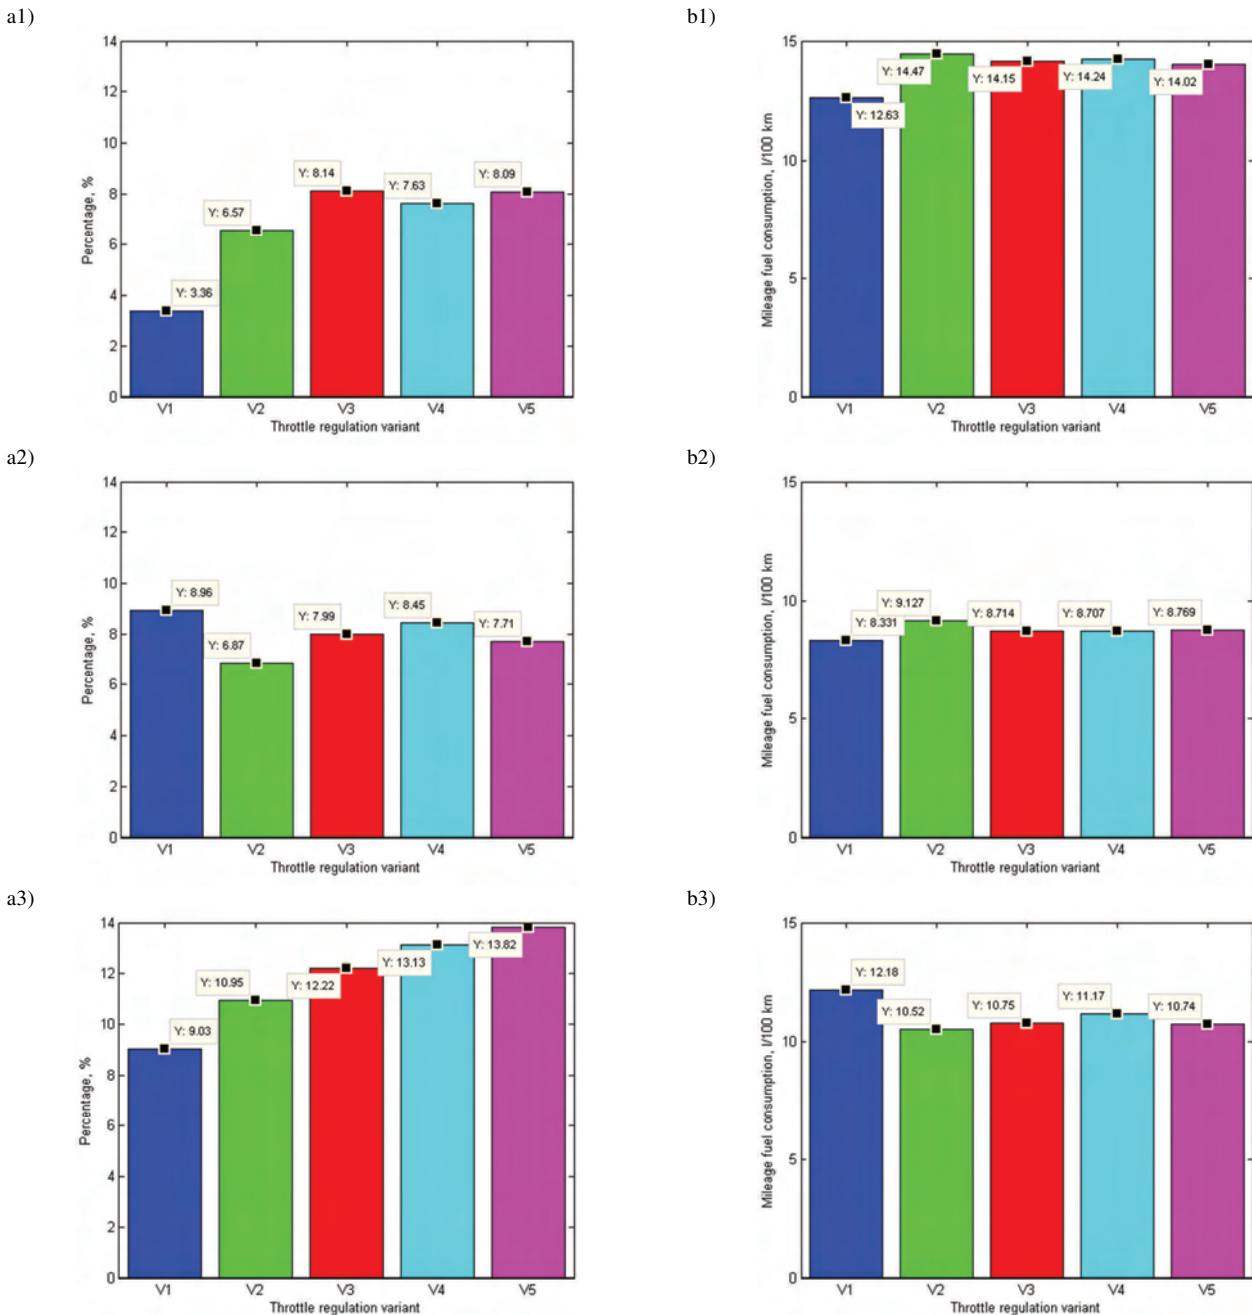 a1)
14
12
10
8
6
4
2
0
Percentage, %
Y: 3.36
Y: 6.57
Y: 8.14
Y: 7.63
Y: 8.09
V1 V2 V3 V4 V5
Throttle regulation variant
b1)
15
10
5
0
Mileage fuel consumption, l/100 km
Y: 12.63
Y: 14.47
Y: 14.15
Y: 14.24
Y: 14.02
V1 V2 V3 V4 V5
Throttle regulation variant
a2)
14
12
10
8
6
4
2
0
Percentage, %
Y: 8.96
Y: 6.87
Y: 7.99
Y: 8.45
Y: 7.71
V1 V2 V3 V4 V5
Throttle regulation variant
b2)
15
10
5
0
Mileage fuel consumption, l/100 km
Y: 8.331
Y: 9.127
Y: 8.714
Y: 8.707
Y: 8.769
V1 V2 V3 V4 V5
Throttle regulation variant
a3)
14
12
10
8
6
4
2
0
Percentage, %
Y: 9.03
Y: 10.95
Y: 12.22
Y: 13.13
Y: 13.82
V1 V2 V3 V4 V5
Throttle regulation variant
b3)
15
10
5
0
Mileage fuel consumption, l/100 km
Y: 12.18
Y: 10.52
Y: 10.75
Y: 11.17
Y: 10.74
V1 V2 V3 V4 V5
Throttle regulation variant